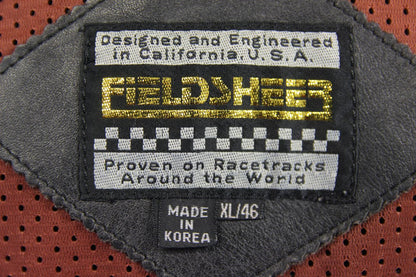 Designed and Engineered
in California, U.S.A.
FiELDSHEER
Proven on Racetracks
Around the World
MADE IN KOREA
XL/46